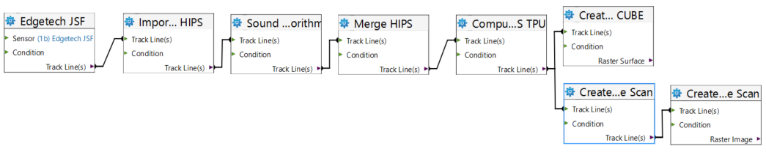 Edgetech JSF
Sensor (1b) Edgetech JSF
Condition
Track Line(s)
Impor... HIPS
Track Line(s)
Condition
Track Line(s)
Sound ...orithm
Track Line(s)
Condition
Track Line(s)
Merge HIPS
Track Line(s)
Condition
Track Line(s)
Compu...S TPU
Track Line(s)
Condition
Track Line(s)
Creat... CUBE
Track Line(s)
Condition
Raster Surface
Create...e Scan
Track Line(s)
Condition
Track Line(s)
Create...e Scan
Track Line(s)
Condition
Raster Image